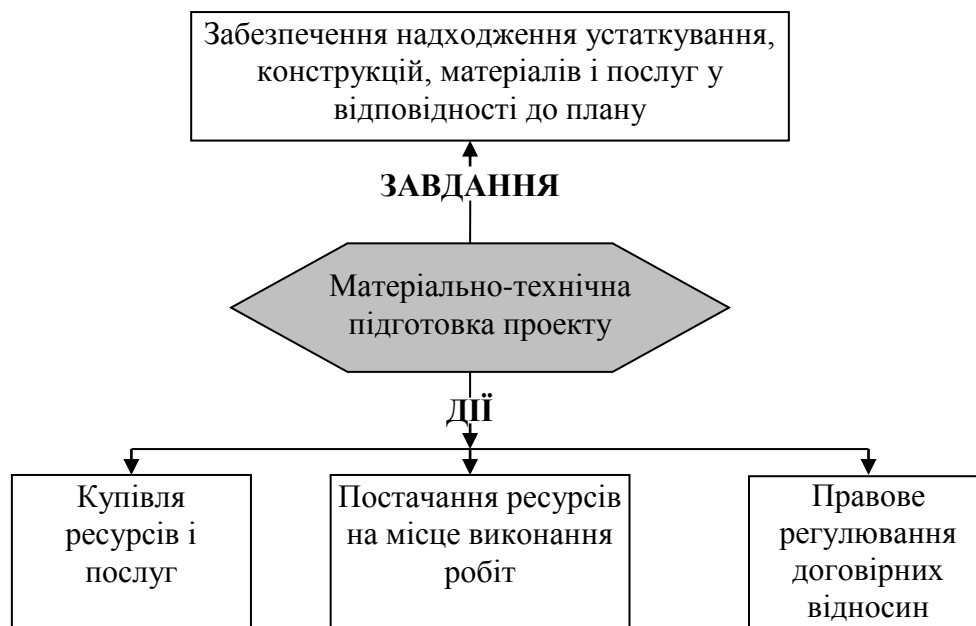 Забезпечення надходження устаткування,
конструкцій, матеріалів і послуг у
відповідності до плану
ЗАВДАННЯ
Матеріально-технічна
підготовка проекту
ДІЇ
Купівля
ресурсів і
послуг
Постачання ресурсів
на місце виконання
робіт
Правове
регулювання
договірних
відносин